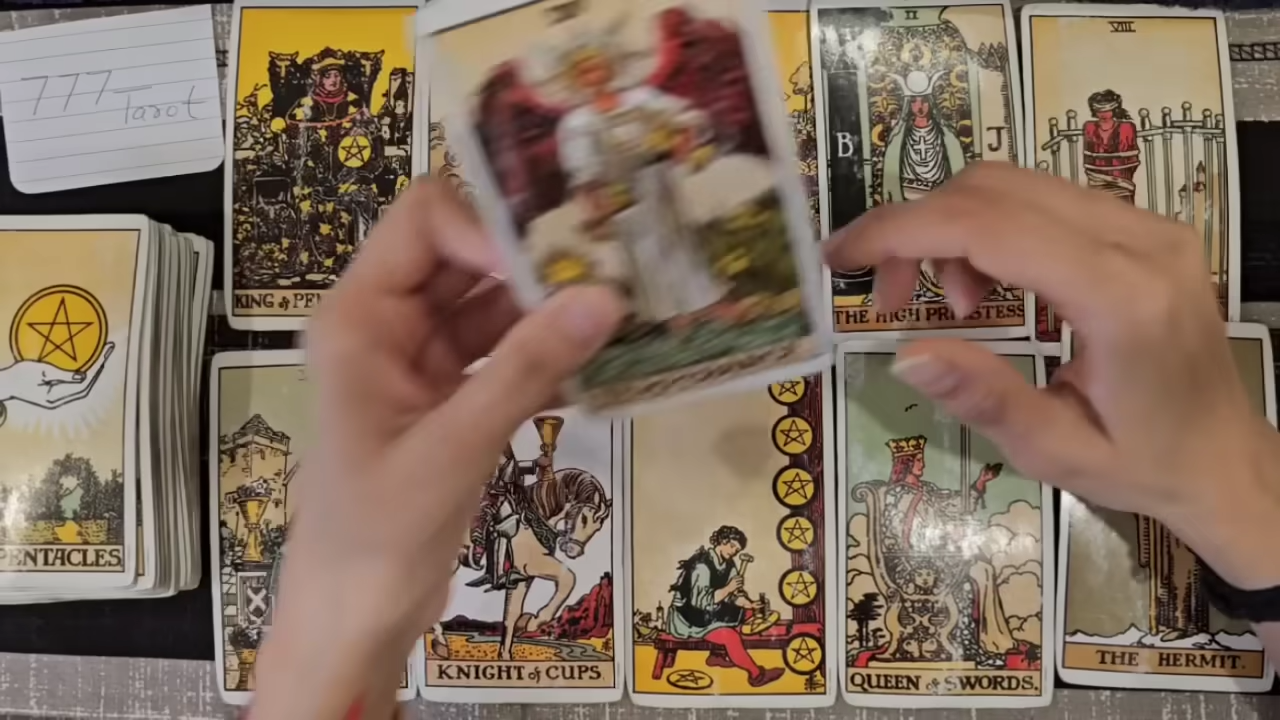 777 Tarot
KING of PEN
II
B
J
THE HIGH PRIESTESS
VIII
PENTACLES.
KNIGHT of CUPS.
QUEEN of SWORDS.
THE HERMIT.